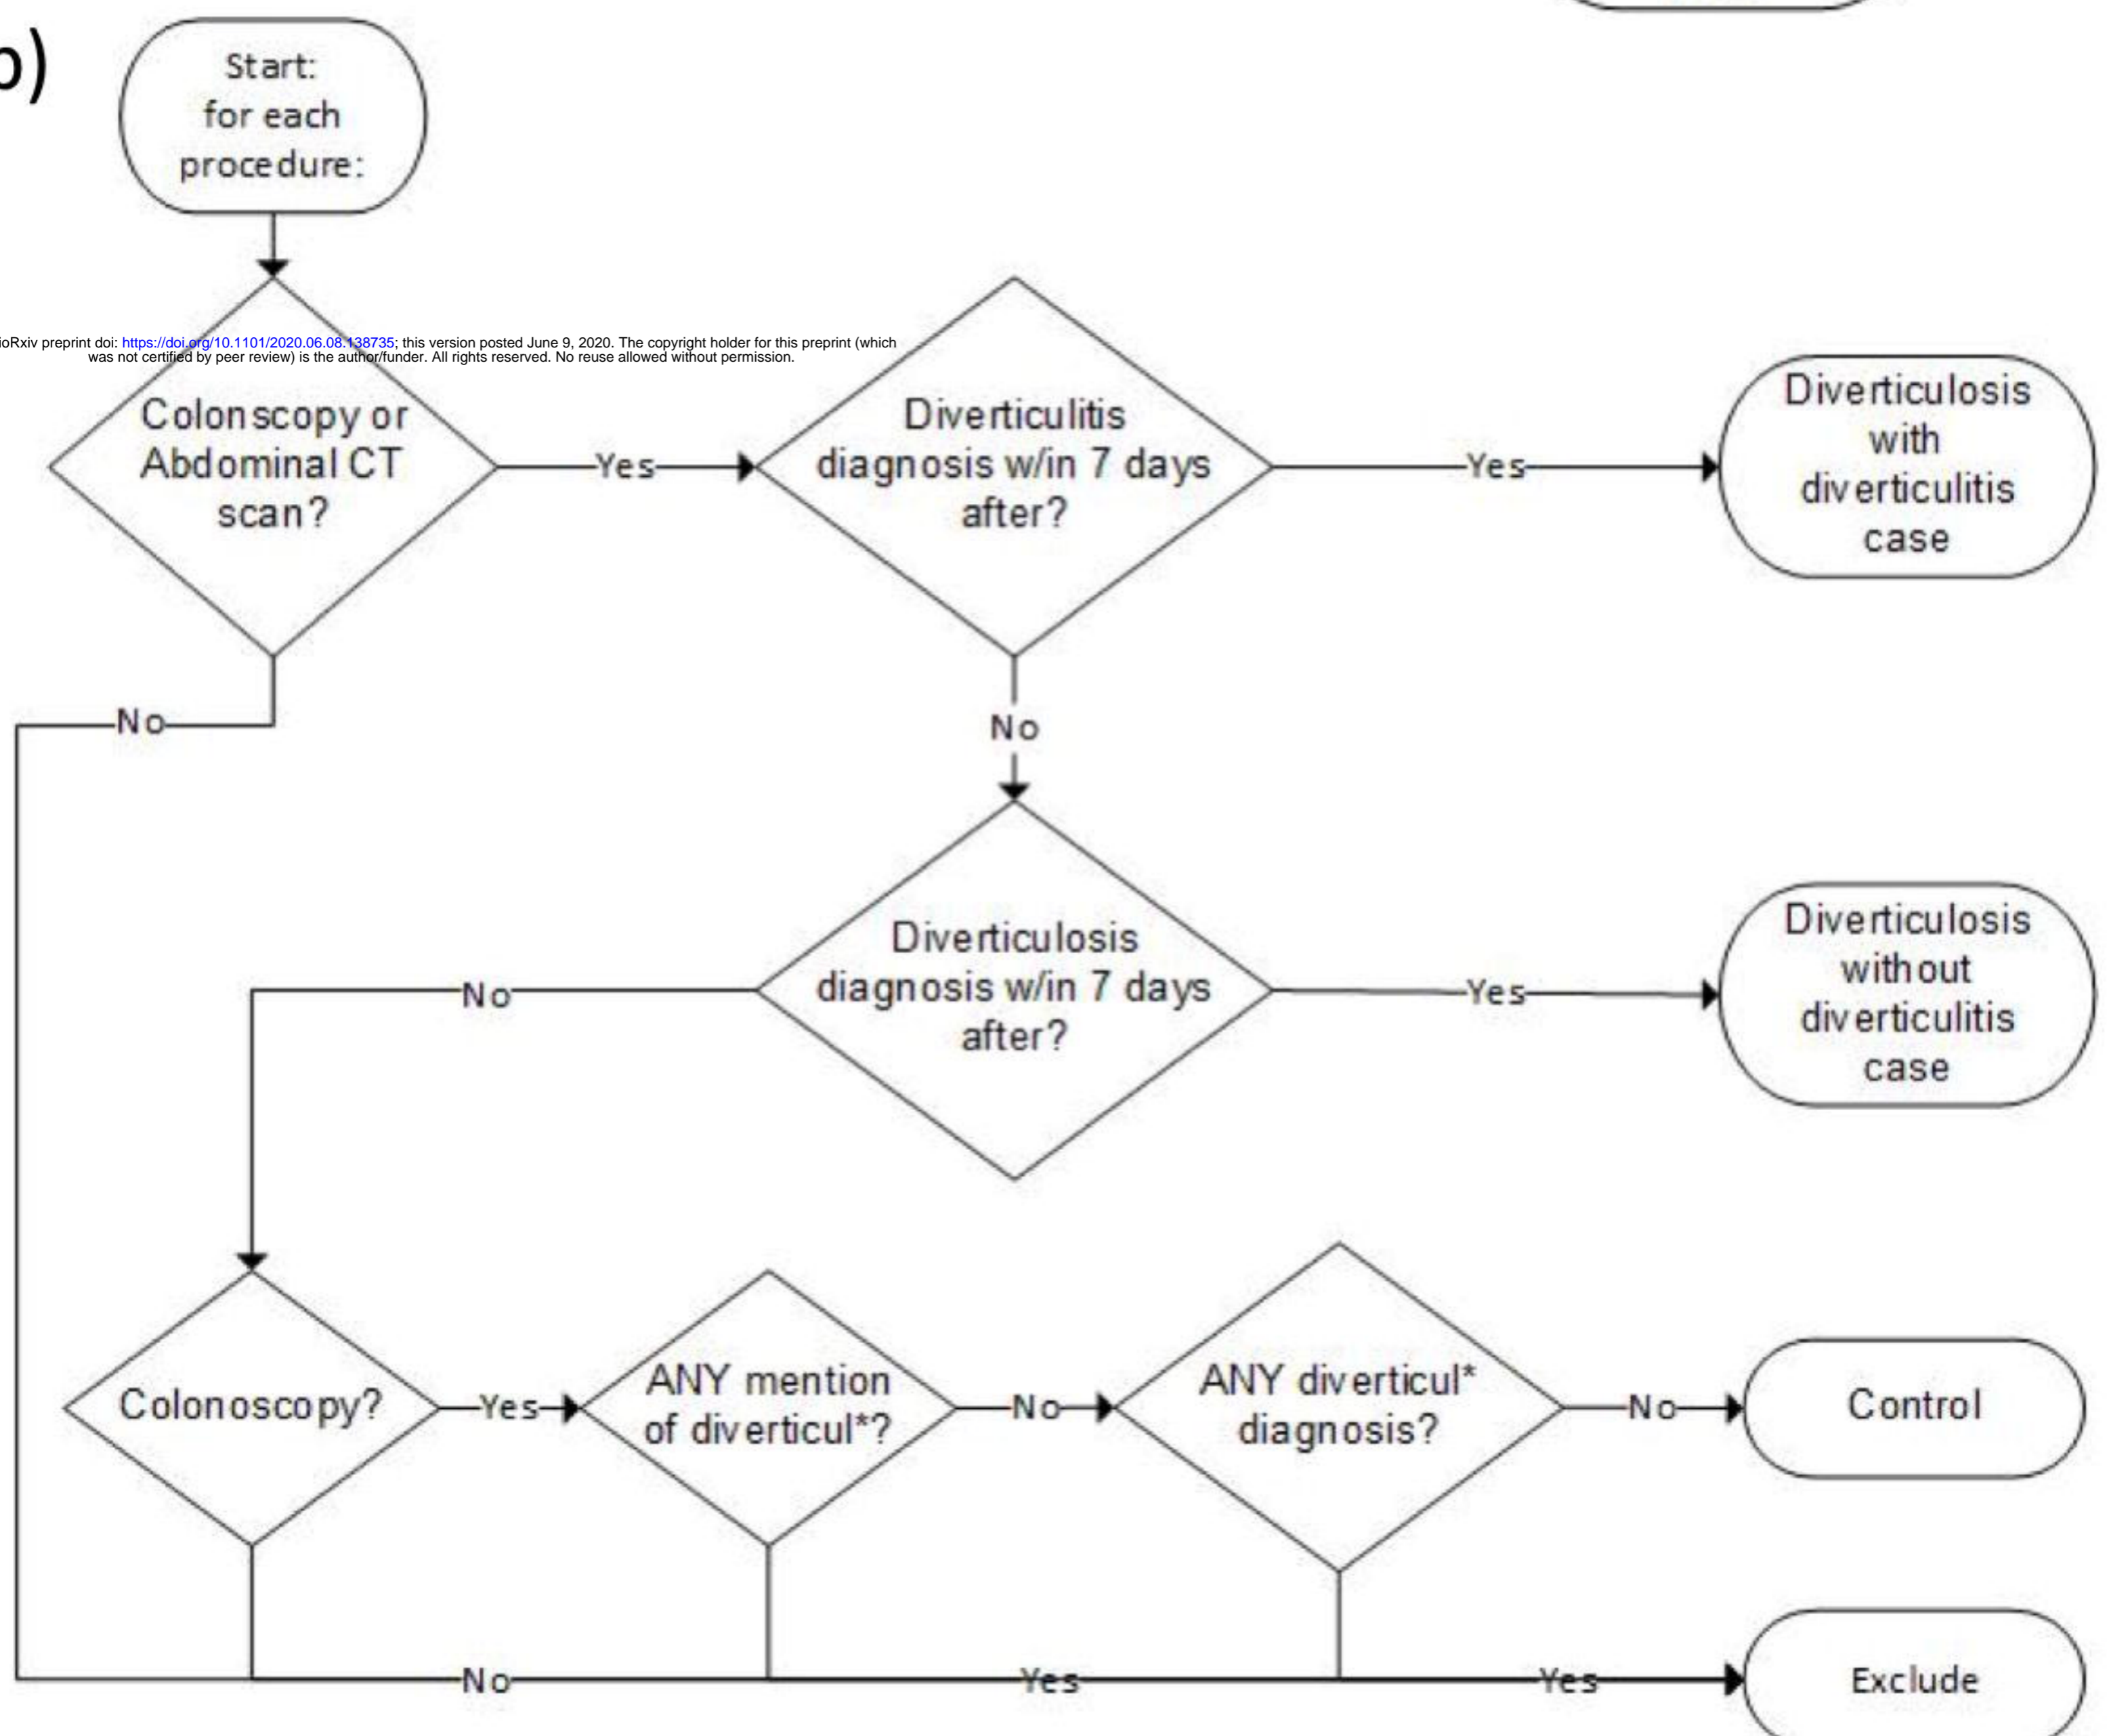 b)
Start:
for each
procedure:
ioRxiv preprint doi: https://doi.org/10.1101/2020.06.08.138735; this version posted June 9, 2020. The copyright holder for this preprint (which
was not certified by peer review) is the author/funder. All rights reserved. No reuse allowed without permission.
Colonscopy or
Abdominal CT
scan?
Yes
Diverticulitis
diagnosis w/in 7 days
after?
Yes
Diverticulosis
with
diverticulitis
case
No
No
Diverticulosis
diagnosis w/in 7 days
after?
No
Yes
Diverticulosis
without
diverticulitis
case
Colonoscopy?
Yes
ANY mention
of diverticul*?
No
ANY diverticul*
diagnosis?
No
Control
No
Yes
Yes
Exclude